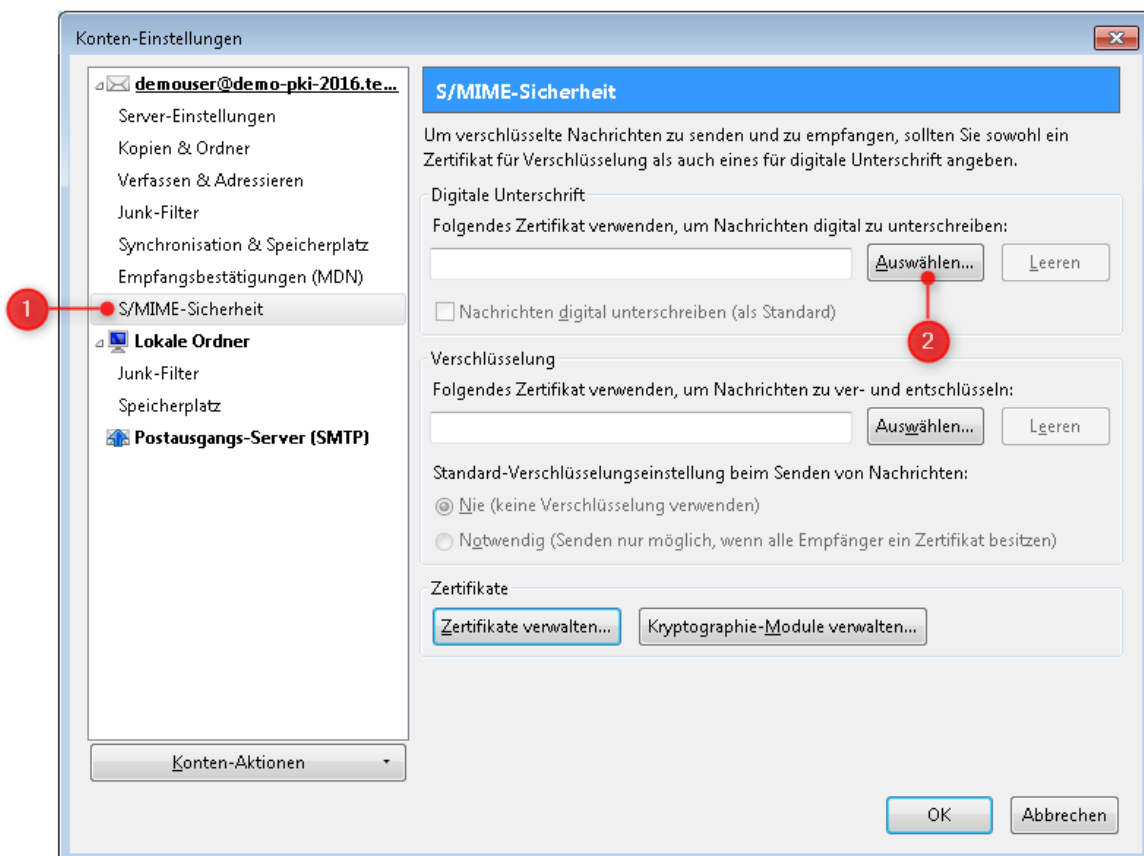 Konten-Einstellungen
demouser@demo-pki-2016.te...
Server-Einstellungen
Kopien & Ordner
Verfassen & Adressieren
Junk-Filter
Synchronisation & Speicherplatz
Empfangsbestätigungen (MDN)
1
S/MIME-Sicherheit
Lokale Ordner
Junk-Filter
Speicherplatz
Postausgangs-Server (SMTP)
Konten-Aktionen
S/MIME-Sicherheit
Um verschlüsselte Nachrichten zu senden und zu empfangen, sollten Sie sowohl ein
Zertifikat für Verschlüsselung als auch eines für digitale Unterschrift angeben.
Digitale Unterschrift
Folgendes Zertifikat verwenden, um Nachrichten digital zu unterschreiben:
Auswählen... Leeren
Nachrichten digital unterschreiben (als Standard)
2
Verschlüsselung
Folgendes Zertifikat verwenden, um Nachrichten zu ver- und entschlüsseln:
Auswählen... Leeren
Standard-Verschlüsselungseinstellung beim Senden von Nachrichten:
Nie (keine Verschlüsselung verwenden)
Notwendig (Senden nur möglich, wenn alle Empfänger ein Zertifikat besitzen)
Zertifikate
Zertifikate verwalten... Kryptographie-Module verwalten...
OK Abbrechen